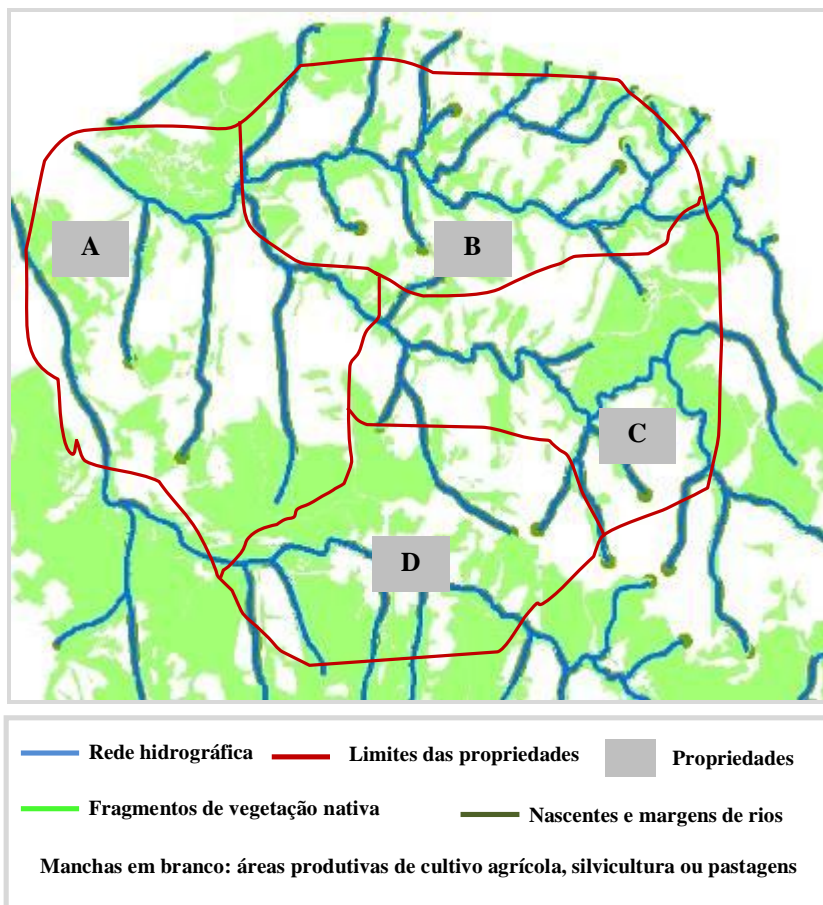 A
B
C
D
Rede hidrográfica
Limites das propriedades
Propriedades
Fragmentos de vegetação nativa
Nascentes e margens de rios
Manchas em branco: áreas produtivas de cultivo agrícola, silvicultura ou pastagens